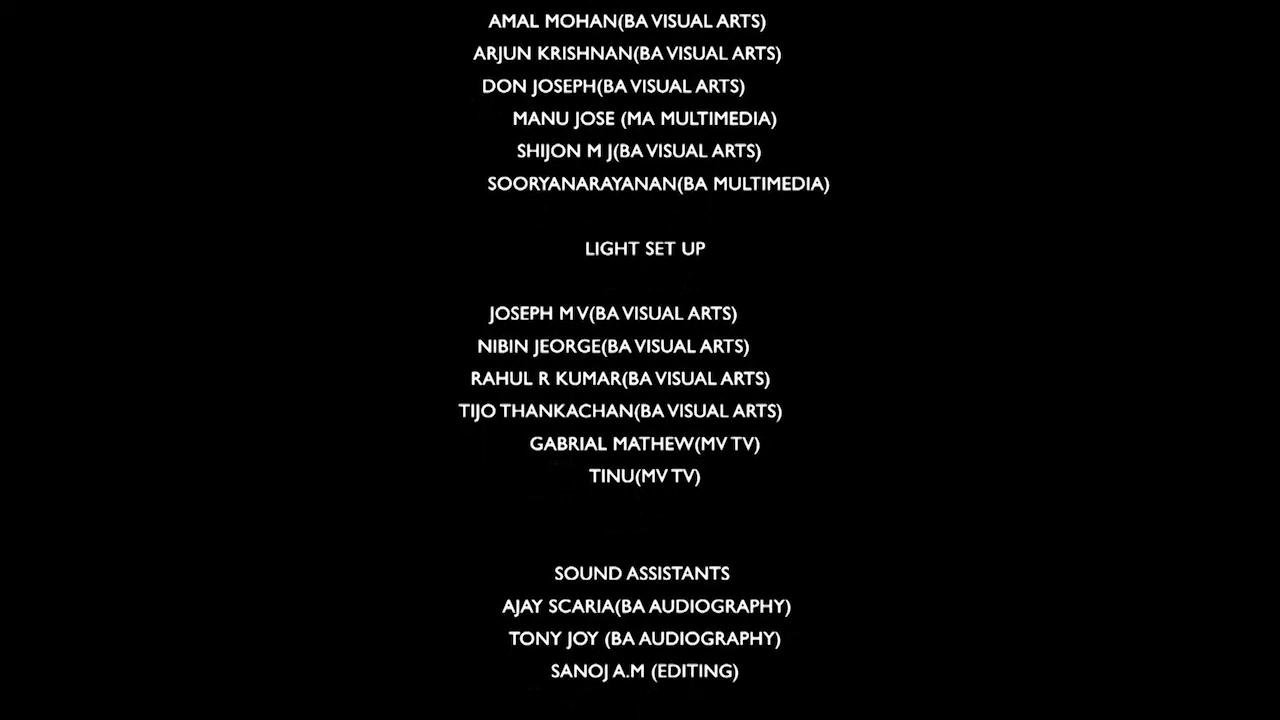 AMAL MOHAN(BA VISUAL ARTS)
ARJUN KRISHNAN(BA VISUAL ARTS)
DON JOSEPH(BA VISUAL ARTS)
MANU JOSE (MA MULTIMEDIA)
SHIJON M J(BA VISUAL ARTS)
SOORYANARAYANAN(BA MULTIMEDIA)
LIGHT SET UP
JOSEPH M V(BA VISUAL ARTS)
NIBIN JEORGE(BA VISUAL ARTS)
RAHUL R KUMAR(BA VISUAL ARTS)
TIJO THANKACHAN(BA VISUAL ARTS)
GABRIAL MATHEW(MV TV)
TINU(MV TV)
SOUND ASSISTANTS
AJAY SCARIA(BA AUDIOGRAPHY)
TONY JOY (BA AUDIOGRAPHY)
SANOJ A.M (EDITING)